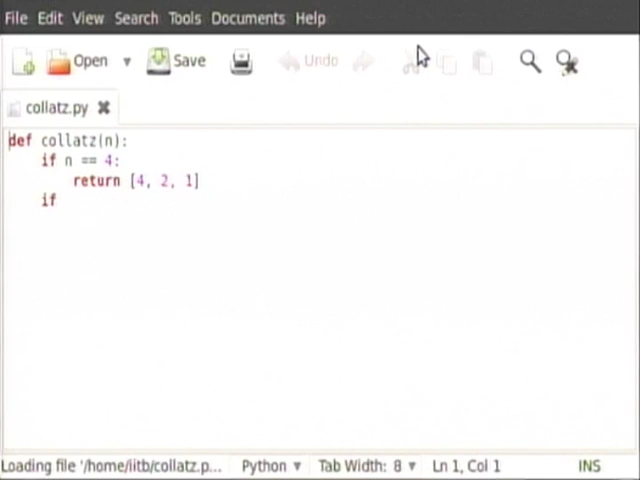 File Edit View Search Tools Documents Help
Open Save Undo
collatz.py
def collatz(n):
if n == 4:
return [4, 2, 1]
if
Loading file '/home/iitb/collatz.p... Python Tab Width: 8 Ln 1, Col 1 INS